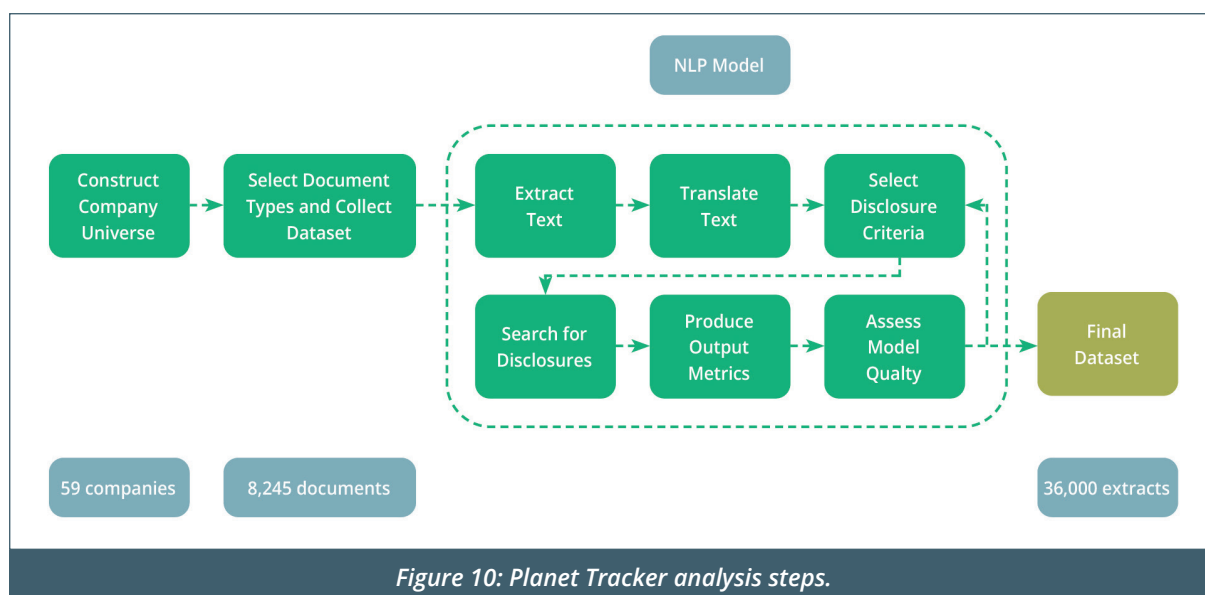 NLP Model
Construct
Company
Universe
Select Document
Types and Collect
Dataset
Extract
Text
Translate
Text
Select
Disclosure
Criteria
Search for
Disclosures
Produce
Output
Metrics
Assess
Model
Qualty
Final
Dataset
59 companies
8,245 documents
36,000 extracts
Figure 10: Planet Tracker analysis steps.